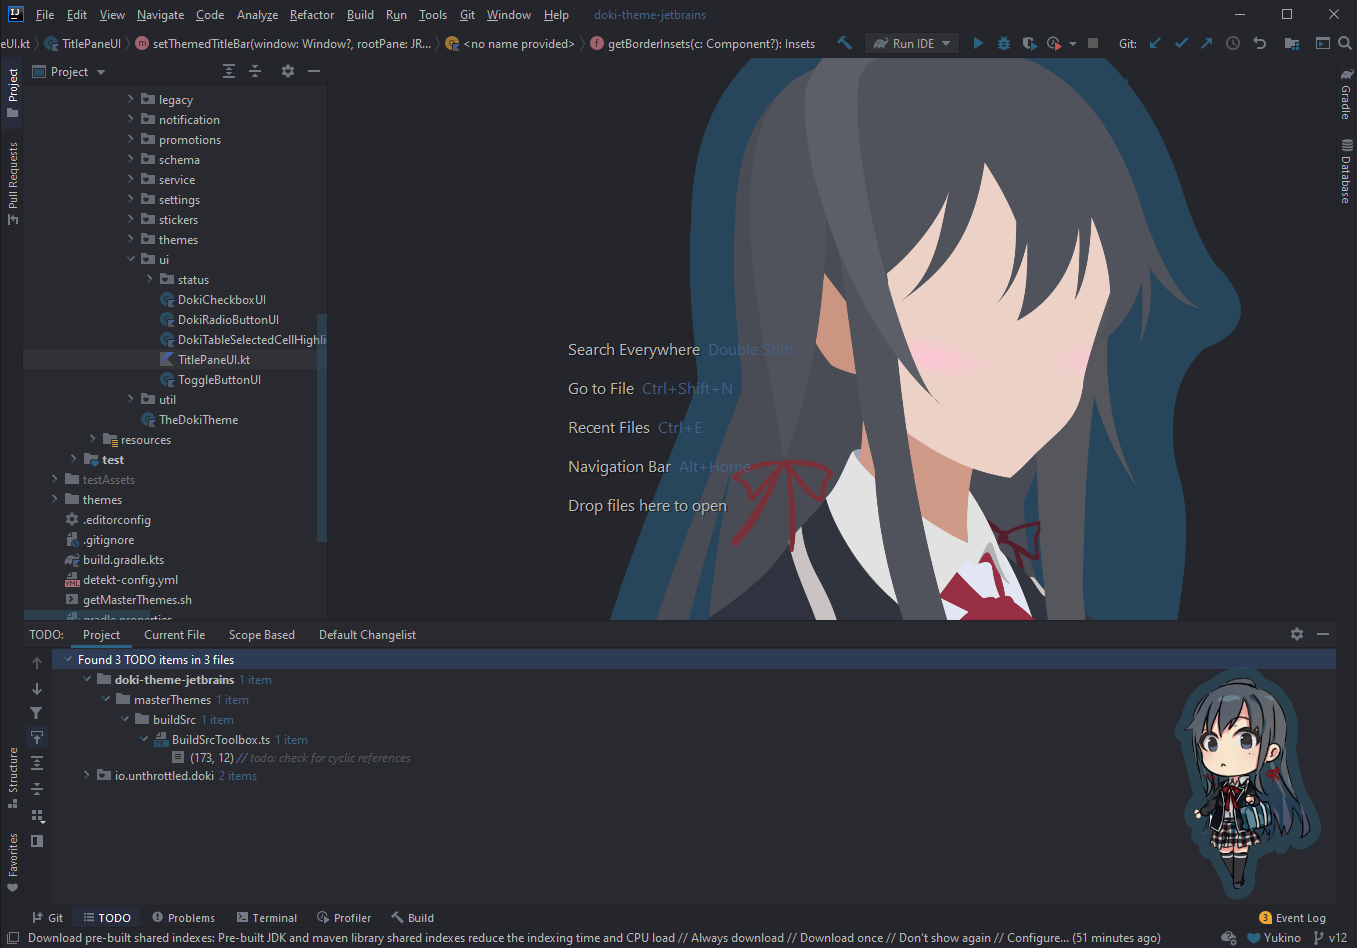 IJ File Edit View Navigate Code Analyze Refactor Build Run Tools Git Window Help doki-theme-jetbrains
eUI.kt TitlePaneUI setThemedTitleBar(window: Window?, rootPane: JR... <no name provided> getBorderInsets(c: Component?): Insets Run IDE Git:
Project
Project
Pull Requests
Structure
Favorites
Gradle
Database
legacy
notification
promotions
schema
service
settings
stickers
themes
ui
status
DokiCheckboxUI
DokiRadioButtonUI
DokiTableSelectedCellHighli
TitlePaneUI.kt
ToggleButtonUI
util
TheDokiTheme
resources
test
testAssets
themes
.editorconfig
.gitignore
build.gradle.kts
detekt-config.yml
getMasterThemes.sh
gradle.properties
Search Everywhere Double Shift
Go to File Ctrl+Shift+N
Recent Files Ctrl+E
Navigation Bar Alt+Home
Drop files here to open
TODO: Project Current File Scope Based Default Changelist
Found 3 TODO items in 3 files
doki-theme-jetbrains 1 item
masterThemes 1 item
buildSrc 1 item
BuildSrcToolbox.ts 1 item
(173, 12) // todo: check for cyclic references
io.unthrottled.doki 2 items
Git TODO Problems Terminal Profiler Build 3 Event Log
Download pre-built shared indexes: Pre-built JDK and maven library shared indexes reduce the indexing time and CPU load // Always download // Download once // Don't show again // Configure... (51 minutes ago) Yukino v12